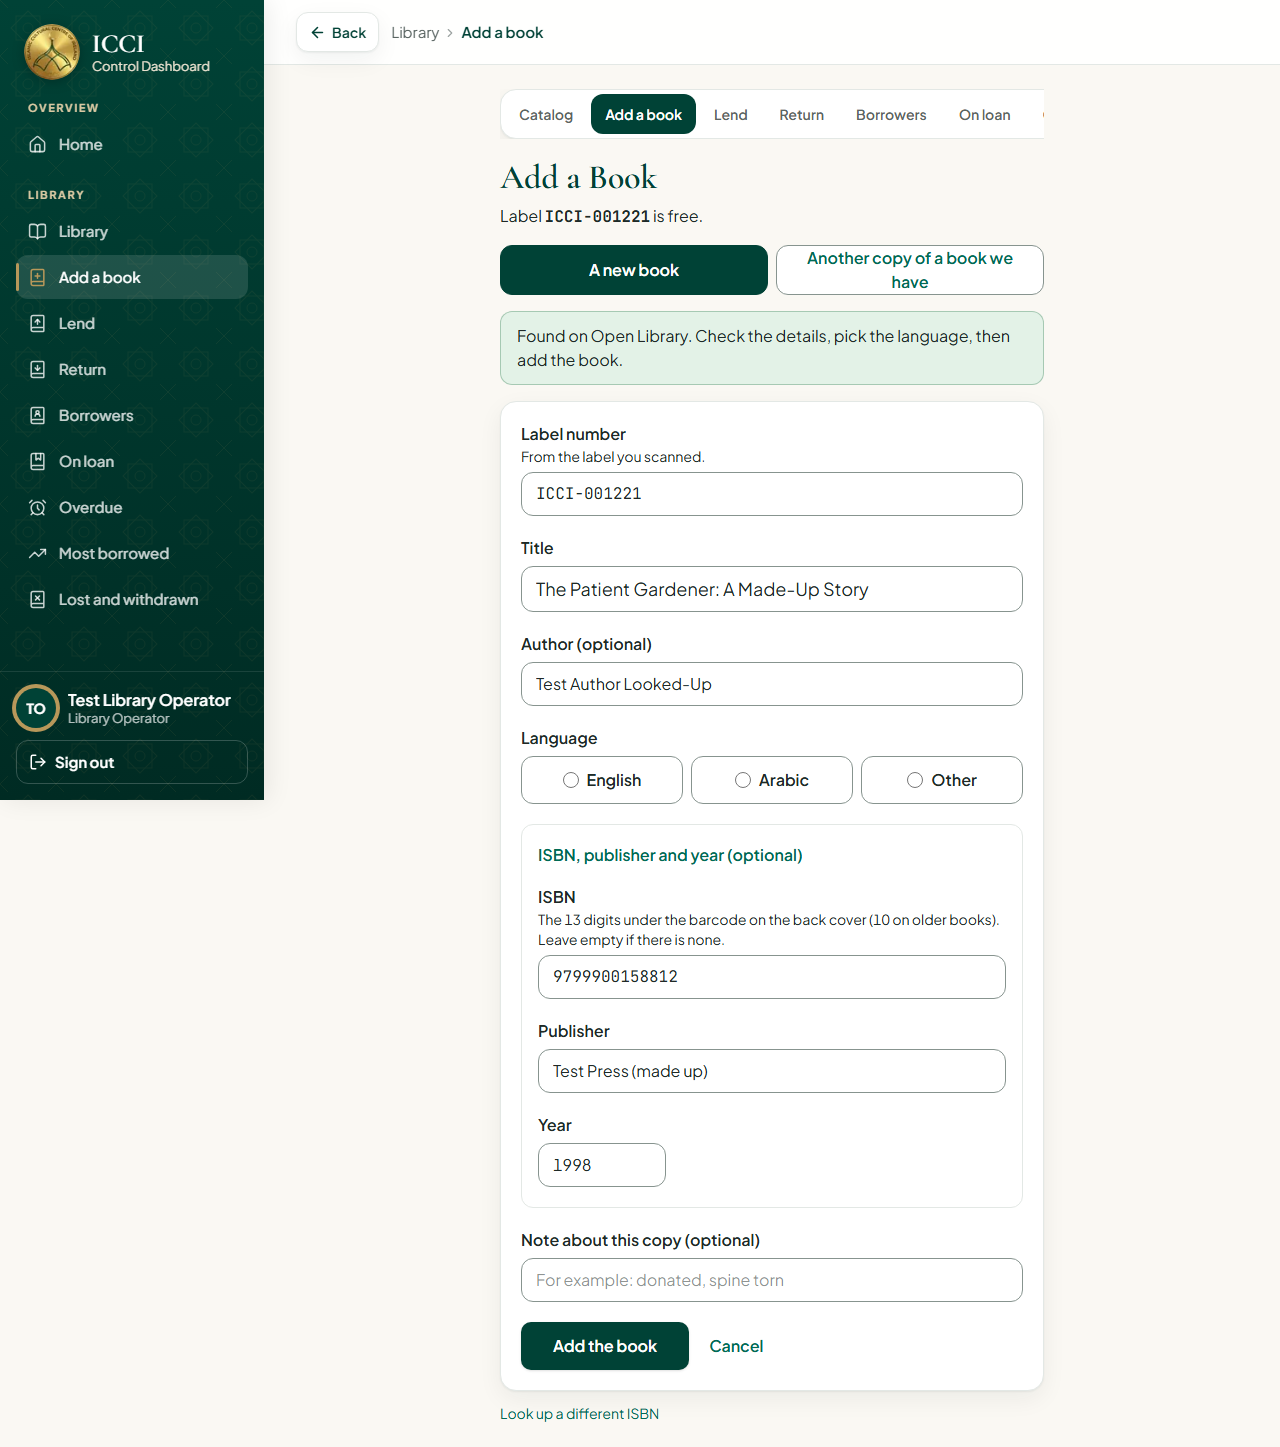 ICCI
Control Dashboard
OVERVIEW
Home
LIBRARY
Library
Add a book
Lend
Return
Borrowers
On loan
Overdue
Most borrowed
Lost and withdrawn
TO
Test Library Operator
Library Operator
Sign out
Back
Library > Add a book
Catalog
Add a book
Lend
Return
Borrowers
On loan
Add a Book
Label ICCI-001221 is free.
A new book
Another copy of a book we
have
Found on Open Library. Check the details, pick the language, then
add the book.
Label number
From the label you scanned.
ICCI-001221
Title
The Patient Gardener: A Made-Up Story
Author (optional)
Test Author Looked-Up
Language
English
Arabic
Other
ISBN, publisher and year (optional)
ISBN
The 13 digits under the barcode on the back cover (10 on older books).
Leave empty if there is none.
9799900158812
Publisher
Test Press (made up)
Year
1998
Note about this copy (optional)
For example: donated, spine torn
Add the book
Cancel
Look up a different ISBN